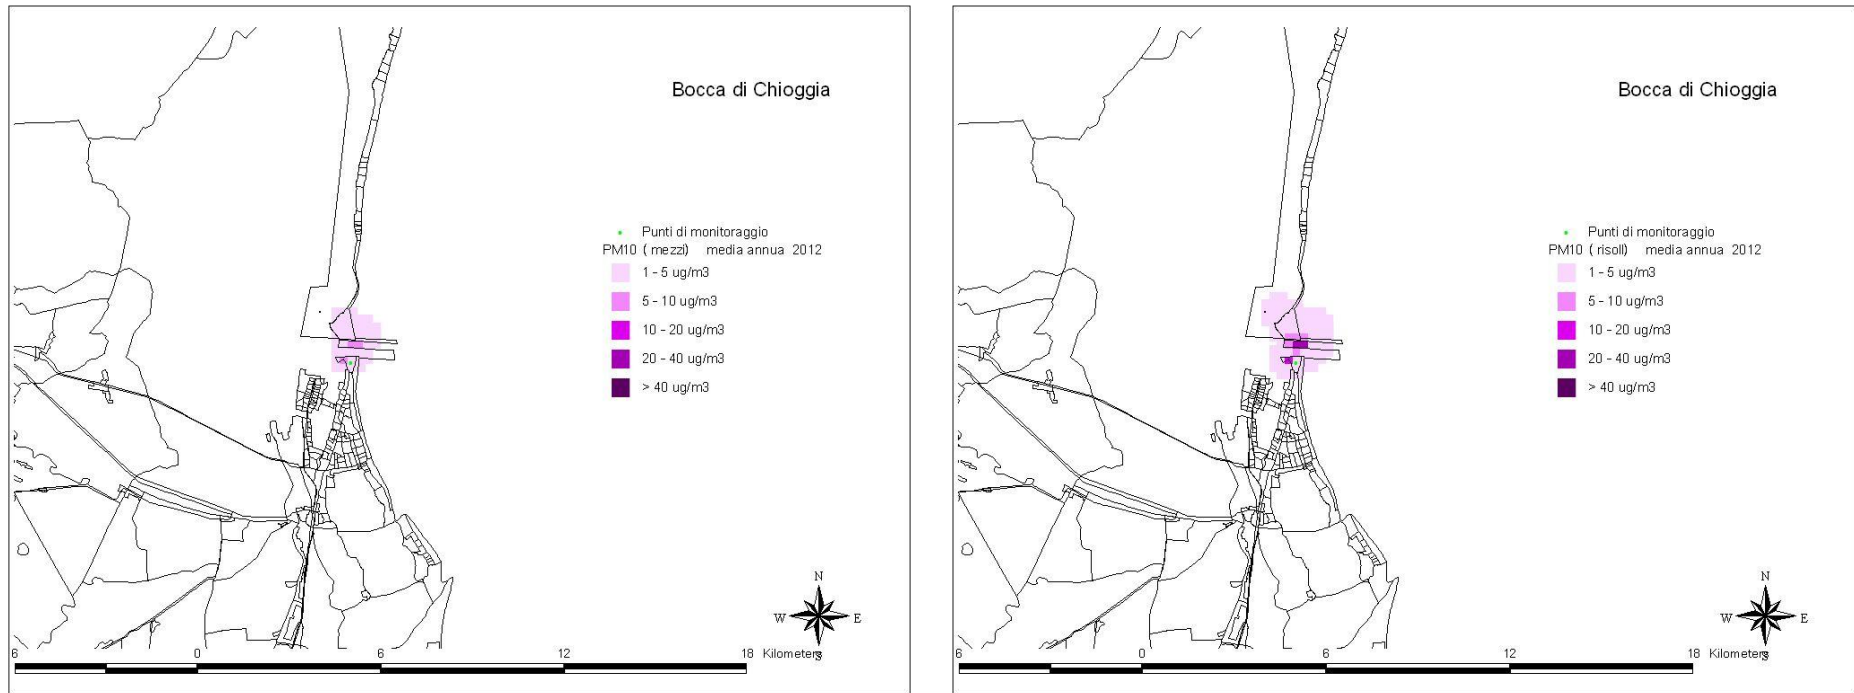 Bocca di Chioggia
Punti di monitoraggio
PM10 ( mezzi) media annua 2012
1 - 5 ug/m3
5 - 10 ug/m3
10 - 20 ug/m3
20 - 40 ug/m3
> 40 ug/m3
N
W E
S
6 0 6 12 18 Kilometers
Bocca di Chioggia
Punti di monitoraggio
PM10 ( risoll) media annua 2012
1 - 5 ug/m3
5 - 10 ug/m3
10 - 20 ug/m3
20 - 40 ug/m3
> 40 ug/m3
N
W E
S
6 0 6 12 18 Kilometers